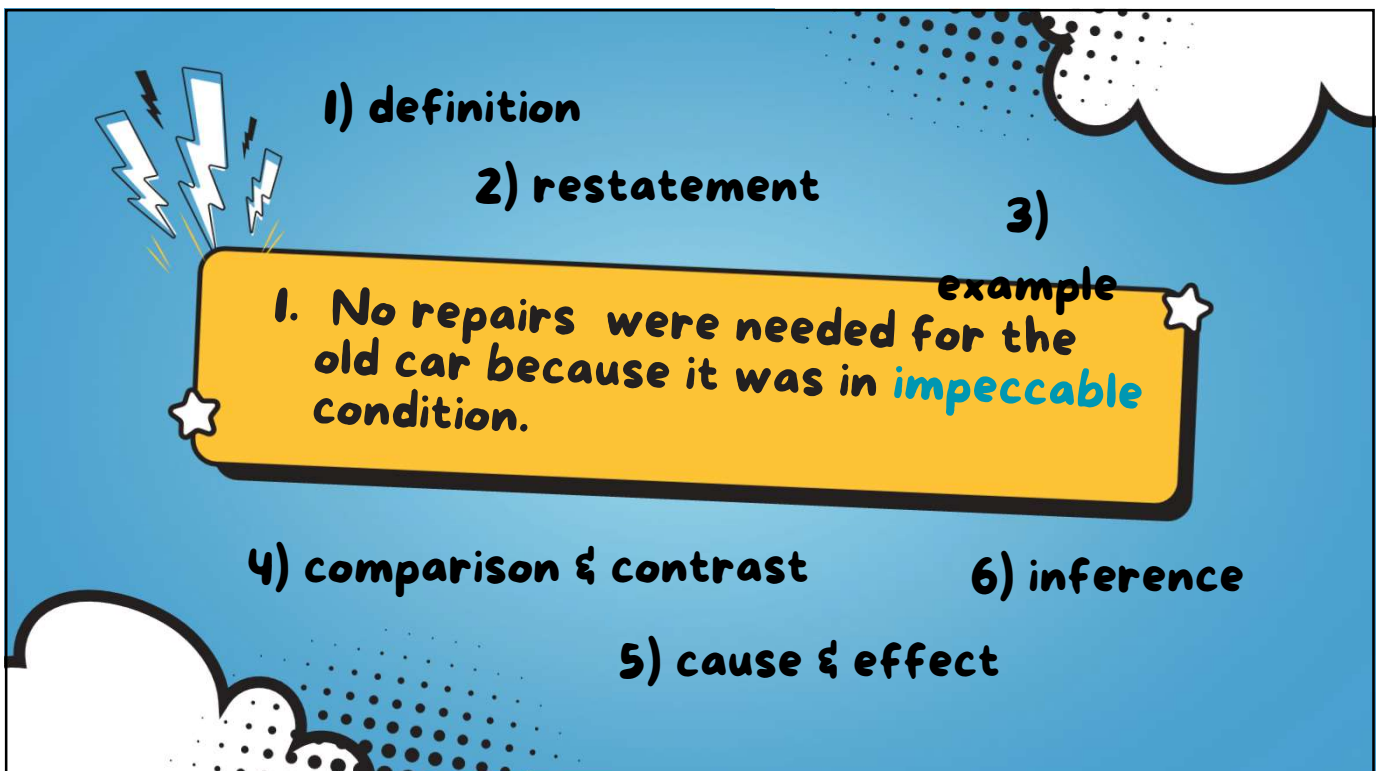 1) definition
2) restatement
3)
example
1. No repairs were needed for the
old car because it was in impeccable
condition.
4) comparison & contrast
6) inference
5) cause & effect